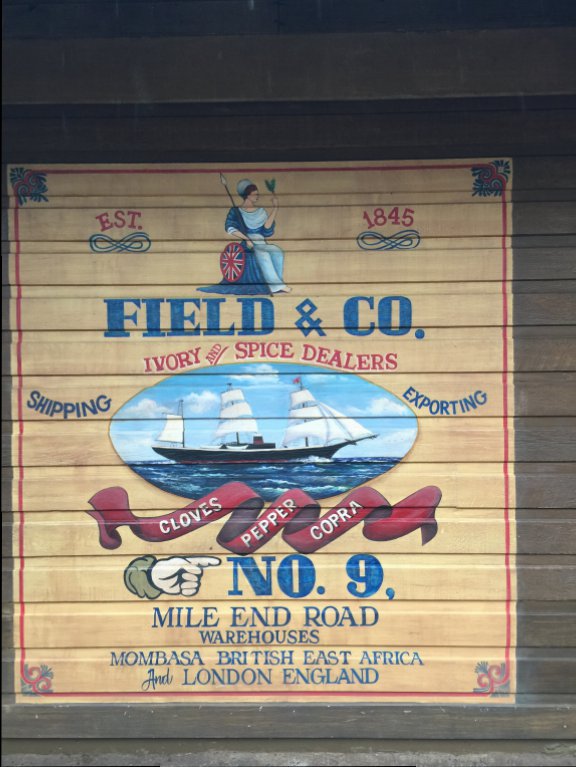 EST. 1845
FIELD & CO.
IVORY AND SPICE DEALERS
SHIPPING EXPORTING
CLOVES PEPPER COPRA
NO. 9,
MILE END ROAD
WAREHOUSES
MOMBASA BRITISH EAST AFRICA
And LONDON ENGLAND